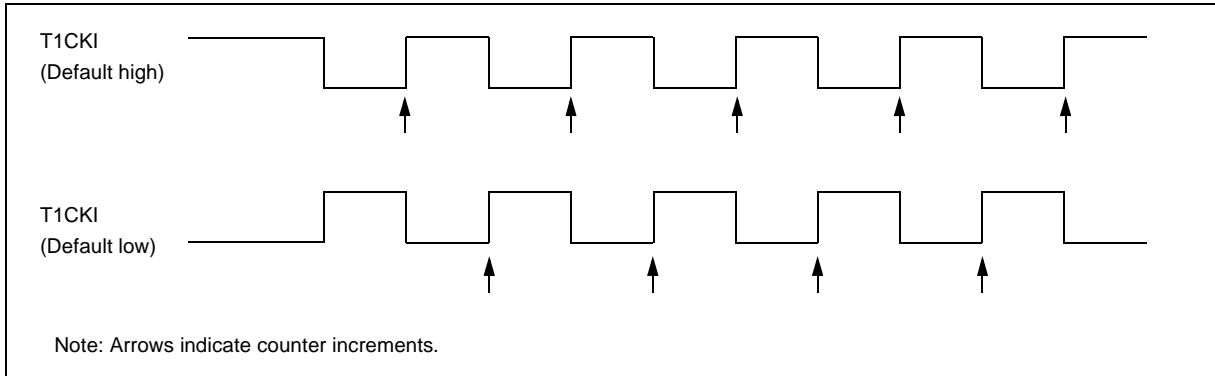 T1CKI
(Default high)
T1CKI
(Default low)
Note: Arrows indicate counter increments.